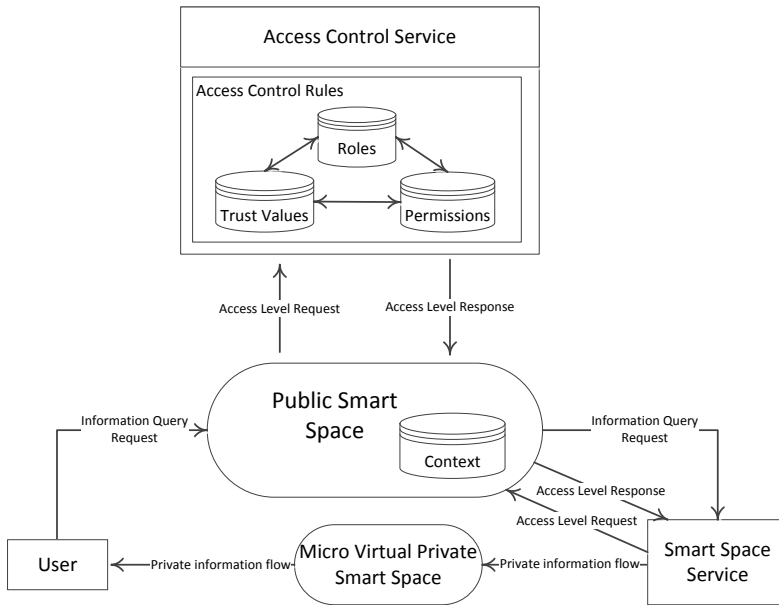 Access Control Service
Access Control Rules
Roles
Trust Values
Permissions
Access Level Request
Access Level Response
Public Smart
Space
Context
Information Query
Request
Information Query
Request
Access Level Response
Access Level Request
User
Private information flow
Micro Virtual Private
Smart Space
Private information flow
Smart Space
Service